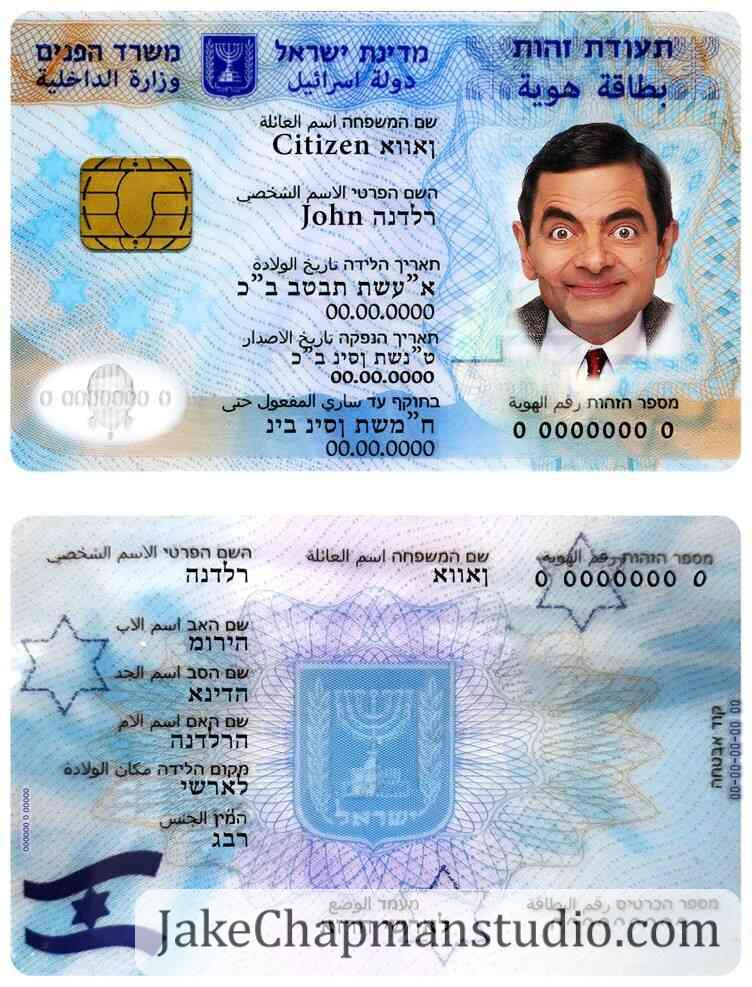 משרד הפנים
وزارة الداخلية
מדינת ישראל
دولة اسرائيل
תעודת זהות
بطاقة هوية
שם המשפחה اسم العائلة
Citizen ןאווא
השם הפרטי الاسم الشخصي
John רלדנה
תאריך הלידה تاريخ الولادة
א”עשת תבטב ב”כ
00.00.0000
תאריך הנפקה تاريخ الاصدار
ט”נשת ןסינ ב”כ
00.00.0000
בתוקף עד ساري المفعول حتى
ח”משת ןסינ בינ
00.00.0000
מספר הזהות رقم الهوية
0 0000000 0
0 0000000 0
השם הפרטי الاسم الشخصي
רלדנה
שם המשפחה اسم العائلة
ןאווא
מספר הזהות رقم الهوية
0 0000000 0
שם האב اسم الاب
הירומ
שם הסב اسم الجد
הדינא
שם האם اسم الام
הרלדנה
מקום הלידה مكان الولادة
לארשי
המין الجنس
רבג
ישראל
קוד אבטחה
00-00-00-00 00
000000 0 00000
מעמד الوضع
מספר הכרטיס رقم البطاقة
JakeChapmanstudio.com